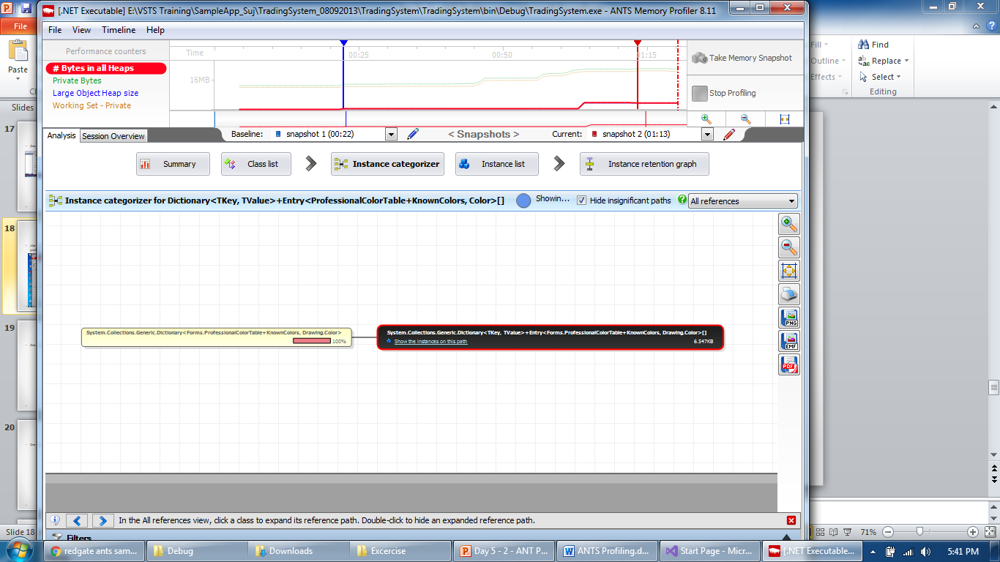 [.NET Executable] E:\VSTS Training\SampleApp_Suj\TradingSystem_08092013\TradingSystem\TradingSystem\bin\Debug\TradingSystem.exe - ANTS Memory Profiler 8.11
File
File View Timeline Help
Paste
Slides
17
18
19
20
Slide 18
Performance counters
# Bytes in all Heaps
Private Bytes
Large Object Heap size
Working Set - Private
Time
00:25
00:50
01:15
16MB
Take Memory Snapshot
Stop Profiling
Fill
Outline
Effects
Find
Replace
Select
Editing
Analysis
Session Overview
Baseline:
snapshot 1 (00:22)
< Snapshots >
Current:
snapshot 2 (01:13)
Summary
Class list
Instance categorizer
Instance list
Instance retention graph
Instance categorizer for Dictionary<TKey, TValue>+Entry<ProfessionalColorTable+KnownColors, Color>[]
Showin...
Hide insignificant paths
All references
System.Collections.Generic.Dictionary<Forms.ProfessionalColorTable+KnownColors, Drawing.Color>
100%
System.Collections.Generic.Dictionary<TKey, TValue>+Entry<Forms.ProfessionalColorTable+KnownColors, Drawing.Color>[]
Show the instances on this path
6.547KB
PNG
EMF
PDF
In the All references view, click a class to expand its reference path. Double-click to hide an expanded reference path.
Filters
71%
redgate ants sam...
Debug
Downloads
Excercise
Day 5 - 2 - ANT P...
ANTS Profiling.d...
Start Page - Micr...
[.NET Executable...
5:41 PM